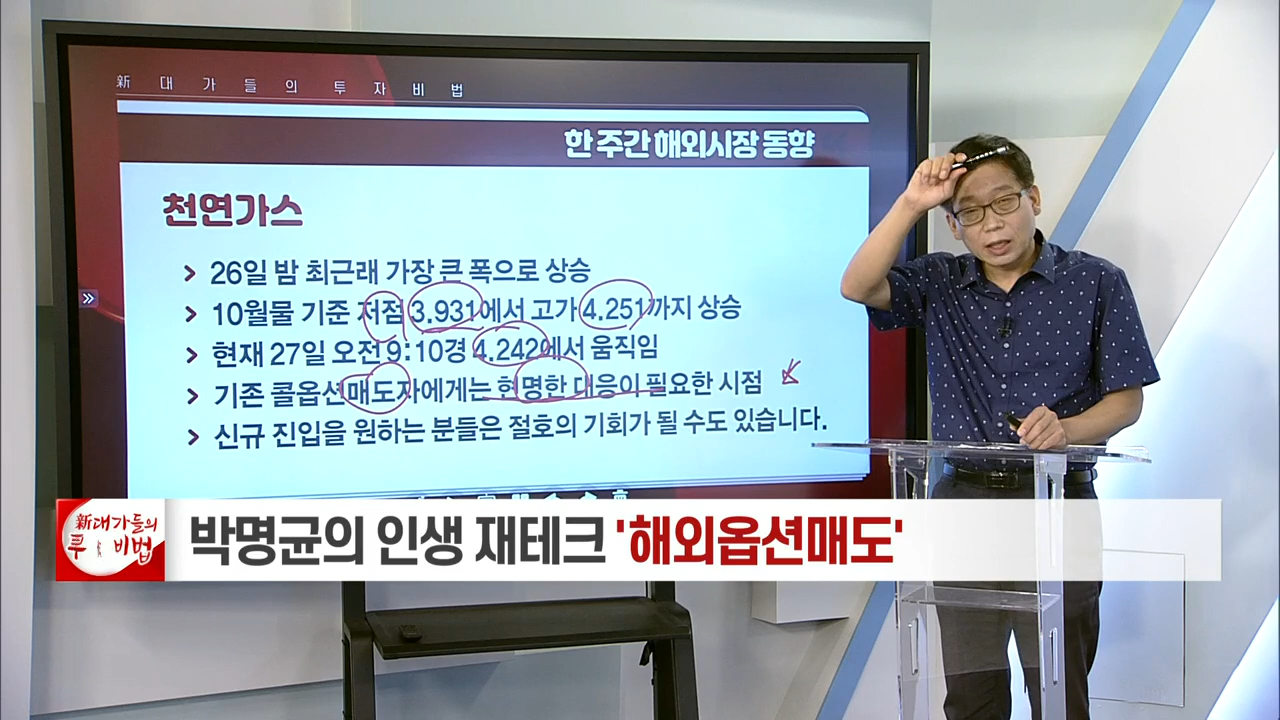 新 대 가 들 의 투 자 비 법
한 주간 해외시장 동향
천연가스
26일 밤 최근래 가장 큰 폭으로 상승
10월물 기준 저점 3.931에서 고가 4.251까지 상승
현재 27일 오전 9:10경 4.242에서 움직임
기존 콜옵션매도자에게는 현명한 대응이 필요한 시점
신규 진입을 원하는 분들은 절호의 기회가 될 수도 있습니다.
新대가들의
투 비법
박명균의 인생 재테크 '해외옵션매도'